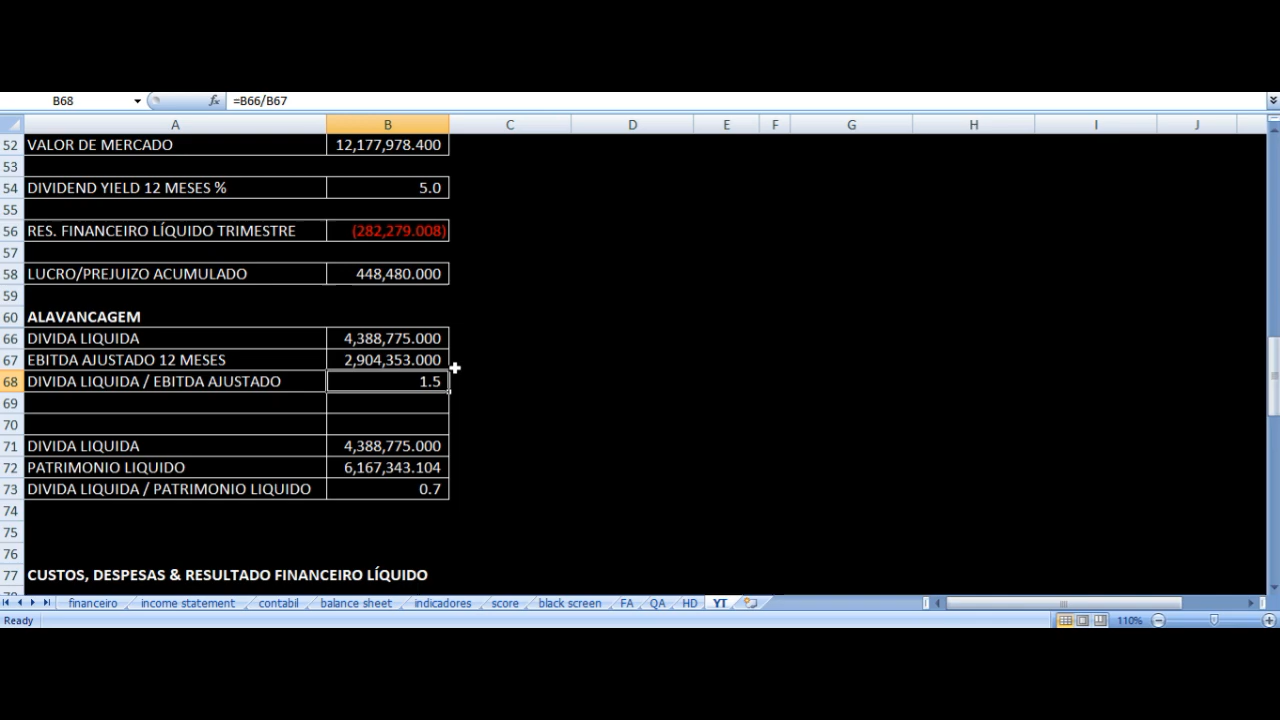 B68 fx =B66/B67
A B C D E F G H I J
52 VALOR DE MERCADO 12,177,978.400
53
54 DIVIDEND YIELD 12 MESES % 5.0
55
56 RES. FINANCEIRO LÍQUIDO TRIMESTRE (282,279.008)
57
58 LUCRO/PREJUIZO ACUMULADO 448,480.000
59
60 ALAVANCAGEM
66 DIVIDA LIQUIDA 4,388,775.000
67 EBITDA AJUSTADO 12 MESES 2,904,353.000
68 DIVIDA LIQUIDA / EBITDA AJUSTADO 1.5
69
70
71 DIVIDA LIQUIDA 4,388,775.000
72 PATRIMONIO LIQUIDO 6,167,343.104
73 DIVIDA LIQUIDA / PATRIMONIO LIQUIDO 0.7
74
75
76
77 CUSTOS, DESPESAS & RESULTADO FINANCEIRO LÍQUIDO
financeiro income statement contabil balance sheet indicadores score black screen FA QA HD YT
Ready 110%